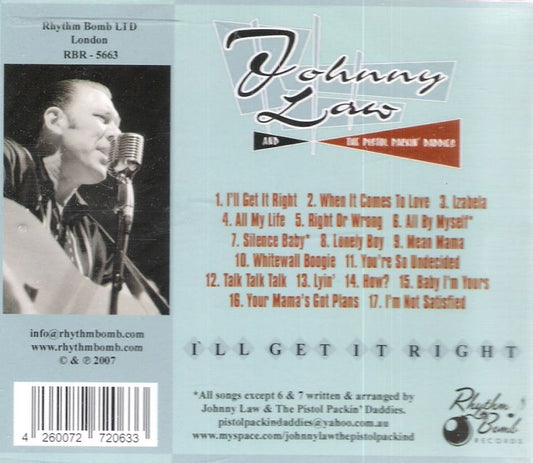 Rhythm Bomb LTD
London
RBR - 5663
info@rhythmbomb.com
www.rhythmbomb.com
© & ℗ 2007
4 260072 720633
Johnny
Law
AND THE PISTOL PACKIN' DADDIES
1. I'll Get It Right 2. When It Comes To Love 3. Izabela
4. All My Life 5. Right Or Wrong 6. All By Myself*
7. Silence Baby* 8. Lonely Boy 9. Mean Mama
10. Whitewall Boogie 11. You're So Undecided
12. Talk Talk Talk 13. Lyin' 14. How? 15. Baby I'm Yours
16. Your Mama's Got Plans 17. I'm Not Satisfied
I'LL GET IT RIGHT
*All songs except 6 & 7 written & arranged by
Johnny Law & The Pistol Packin' Daddies.
pistolpackindaddies@yahoo.com
www.myspace.com/johnnylawthepistolpackind
Rhythm
Bomb
RECORDS